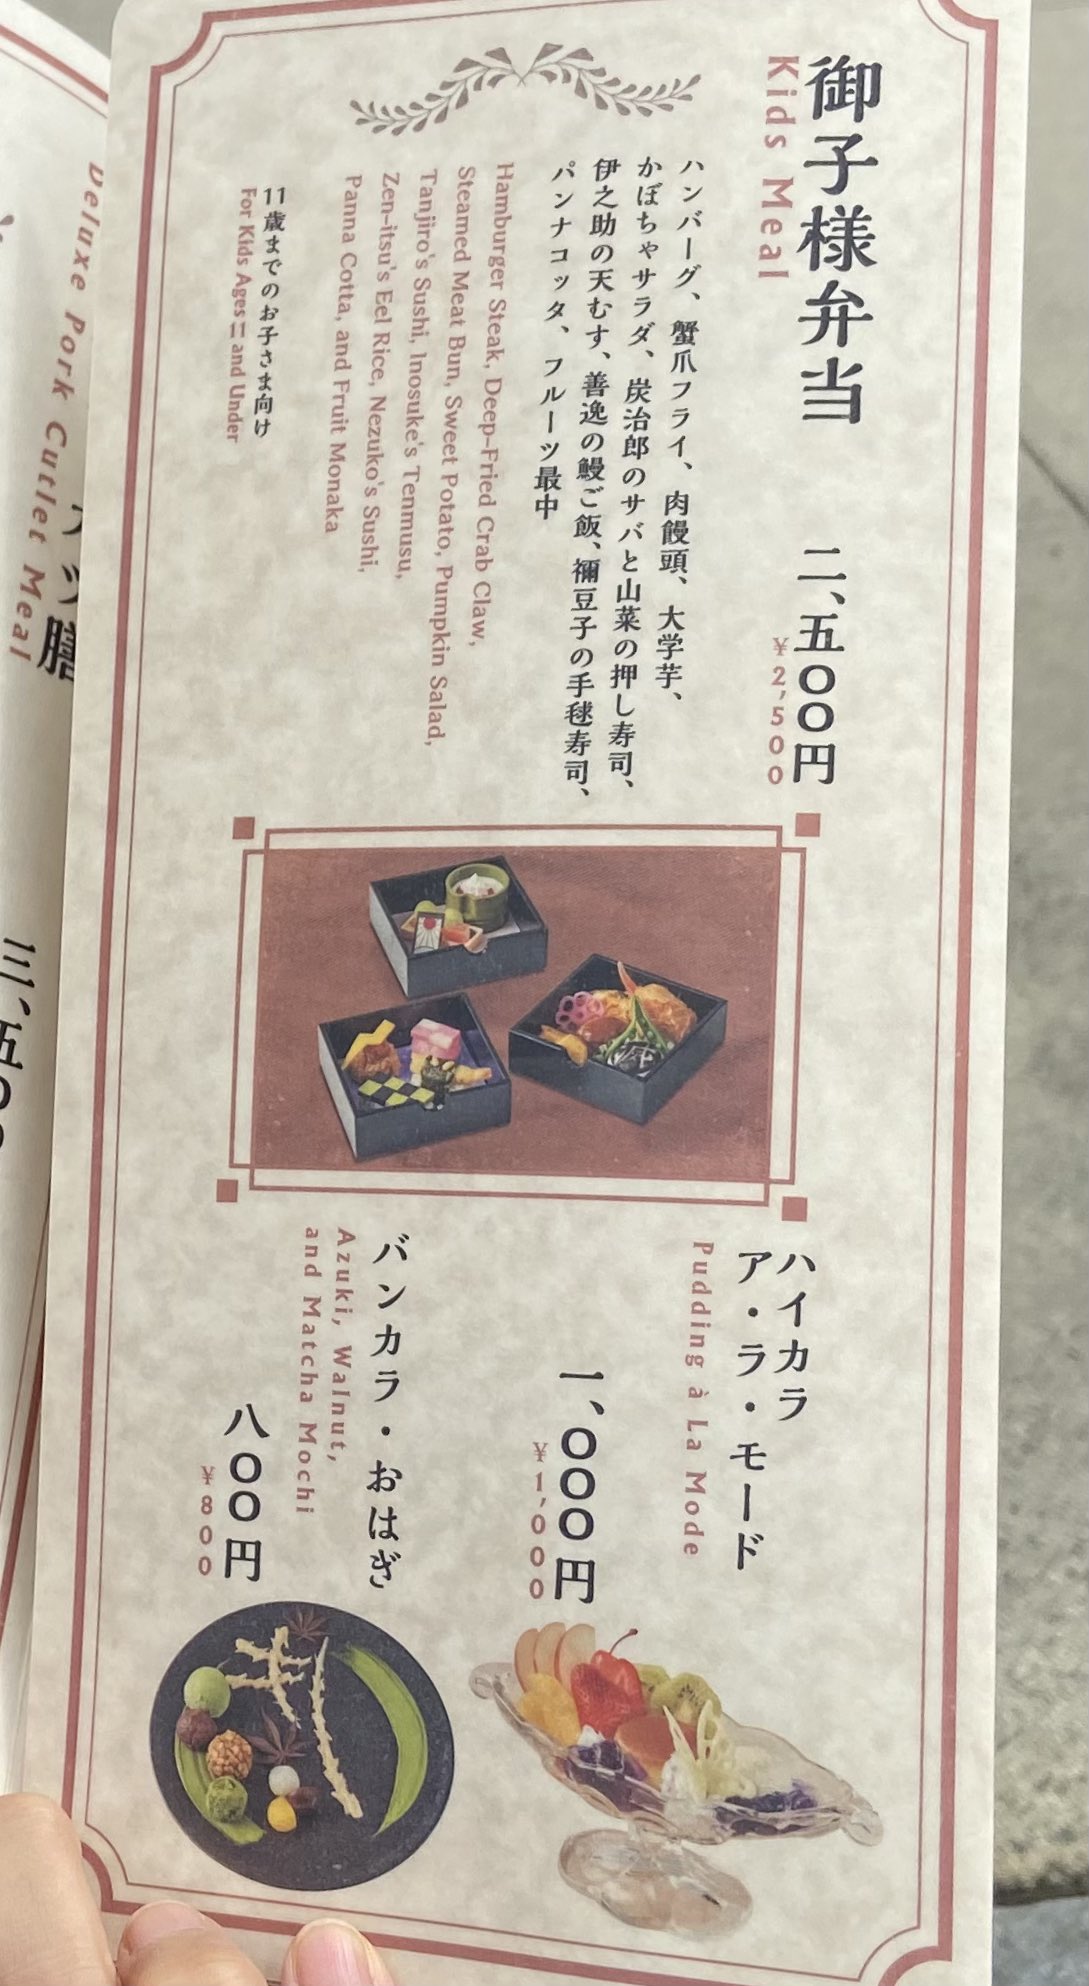 御子様弁当
二、五〇〇円
Kids Meal
¥2,500
ハンバーグ、蟹爪フライ、肉饅頭、大学芋、
かぼちゃサラダ、炭治郎のサバと山菜の押し寿司、
伊之助の天むす、善逸の鰻ご飯、禰豆子の手毬寿司、
パンナコッタ、フルーツ最中
Hamburger Steak, Deep-Fried Crab Claw,
Steamed Meat Bun, Sweet Potato, Pumpkin Salad,
Tanjiro's Sushi, Inosuke's Tenmusu,
Zen-itsu's Eel Rice, Nezuko's Sushi,
Panna Cotta, and Fruit Monaka
11歳までのお子さま向け
For Kids Ages 11 and Under
ハイカラ
ア・ラ・モード
Pudding à La Mode
一、〇〇〇円
¥1,000
バンカラ・おはぎ
Azuki, Walnut,
and Matcha Mochi
八〇〇円
¥800
膳
Deluxe Pork Cutlet Meal
三、五〇〇